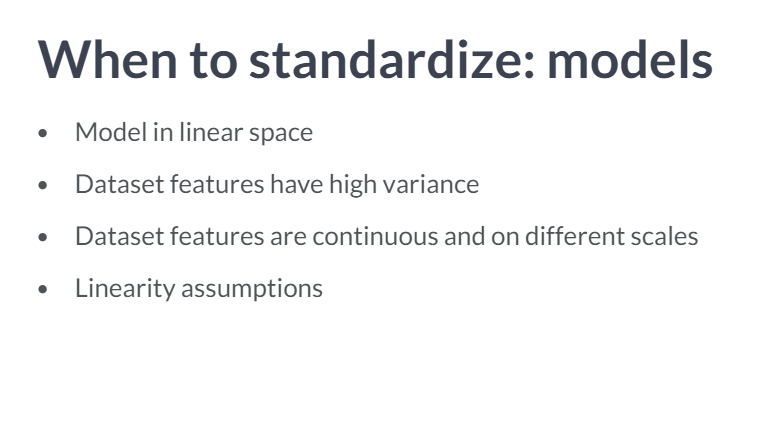 When to standardize: models
• Model in linear space
• Dataset features have high variance
• Dataset features are continuous and on different scales
• Linearity assumptions